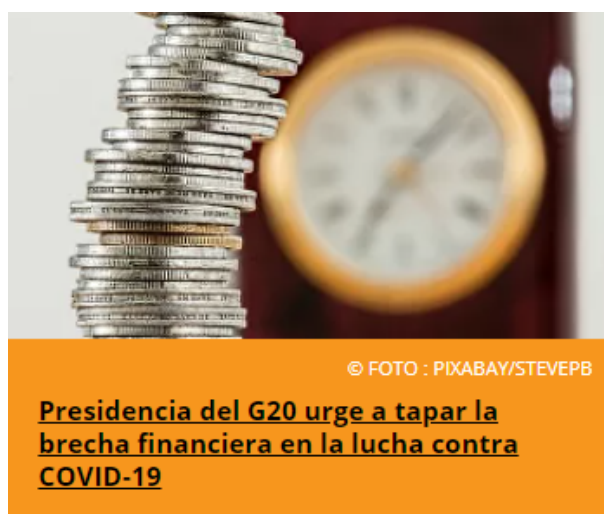 © FOTO : PIXABAY/STEVEPB
Presidencia del G20 urge a tapar la
brecha financiera en la lucha contra
COVID-19